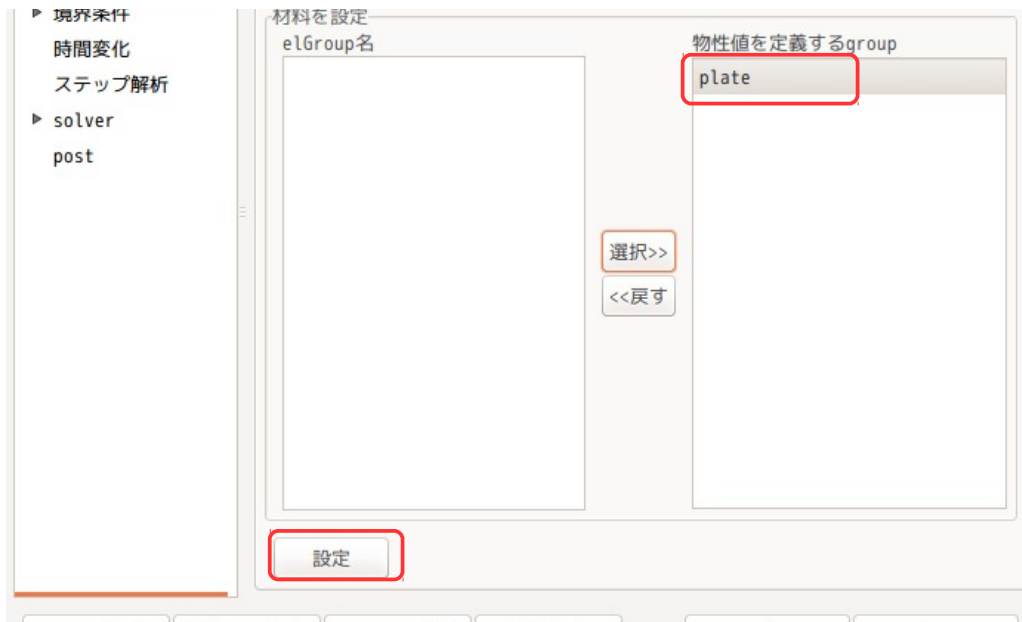 境界条件
時間変化
ステップ解析
solver
post
材料を設定
elGroup名
物性値を定義するgroup
plate
選択>>
<<戻す
設定